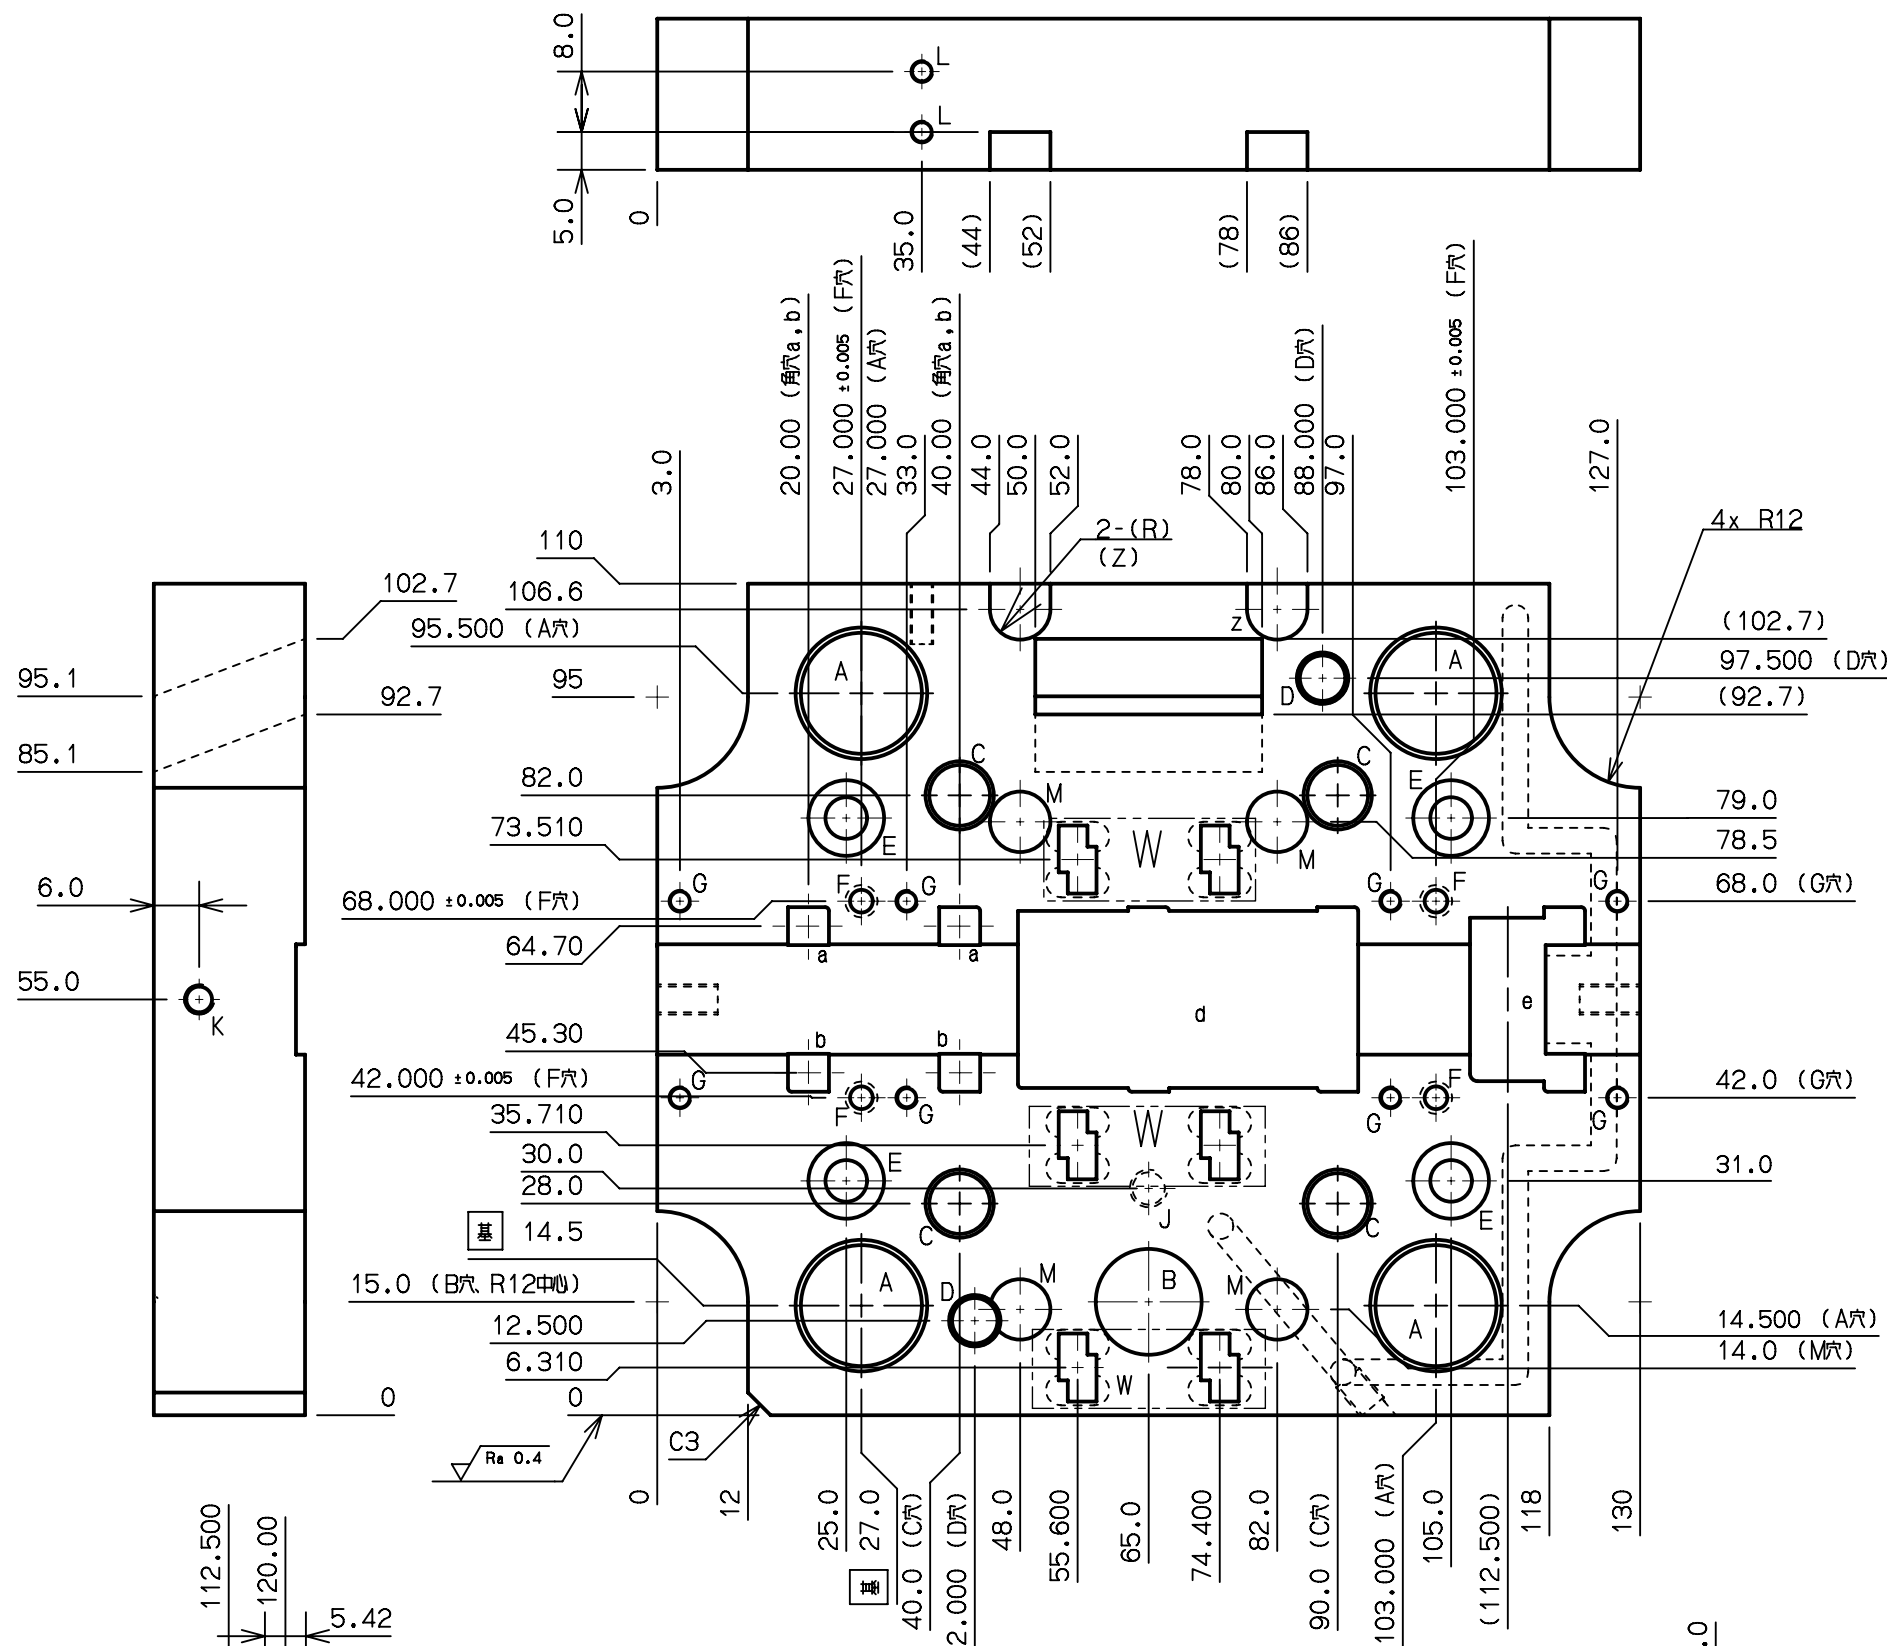 8.0
5.0
0
35.0
(44)
(52)
(78)
(86)
L
L
3.0
20.00 (角穴a,b)
27.000 ±0.005 (F穴)
27.000 (A穴)
33.0
40.00 (角穴a,b)
44.0
50.0
52.0
78.0
80.0
86.0
88.000 (D穴)
97.0
103.000 ±0.005 (F穴)
127.0
4x R12
2-(R)
(Z)
110
106.6
95.500 (A穴)
95
82.0
73.510
68.000 ±0.005 (F穴)
64.70
45.30
42.000 ±0.005 (F穴)
35.710
30.0
28.0
基 14.5
15.0 (B穴、R12中心)
12.500
6.310
0
102.7
95.1
92.7
85.1
6.0
55.0
K
0
(102.7)
97.500 (D穴)
(92.7)
79.0
78.5
68.0 (G穴)
42.0 (G穴)
31.0
14.500 (A穴)
14.0 (M穴)
A
z
D
A
C
C
M
M
E
E
W
G
F
G
G
F
G
a
a
d
e
b
b
G
F
G
G
F
G
W
E
E
J
C
C
A
D
M
B
M
A
W
C3
Ra 0.4
0
12
25.0
基 27.0
40.0 (C穴)
2.000 (D穴)
48.0
55.600
65.0
74.400
82.0
90.0 (C穴)
103.000 (A穴)
105.0
(112.500)
118
130
112.500
120.00
5.42
.0